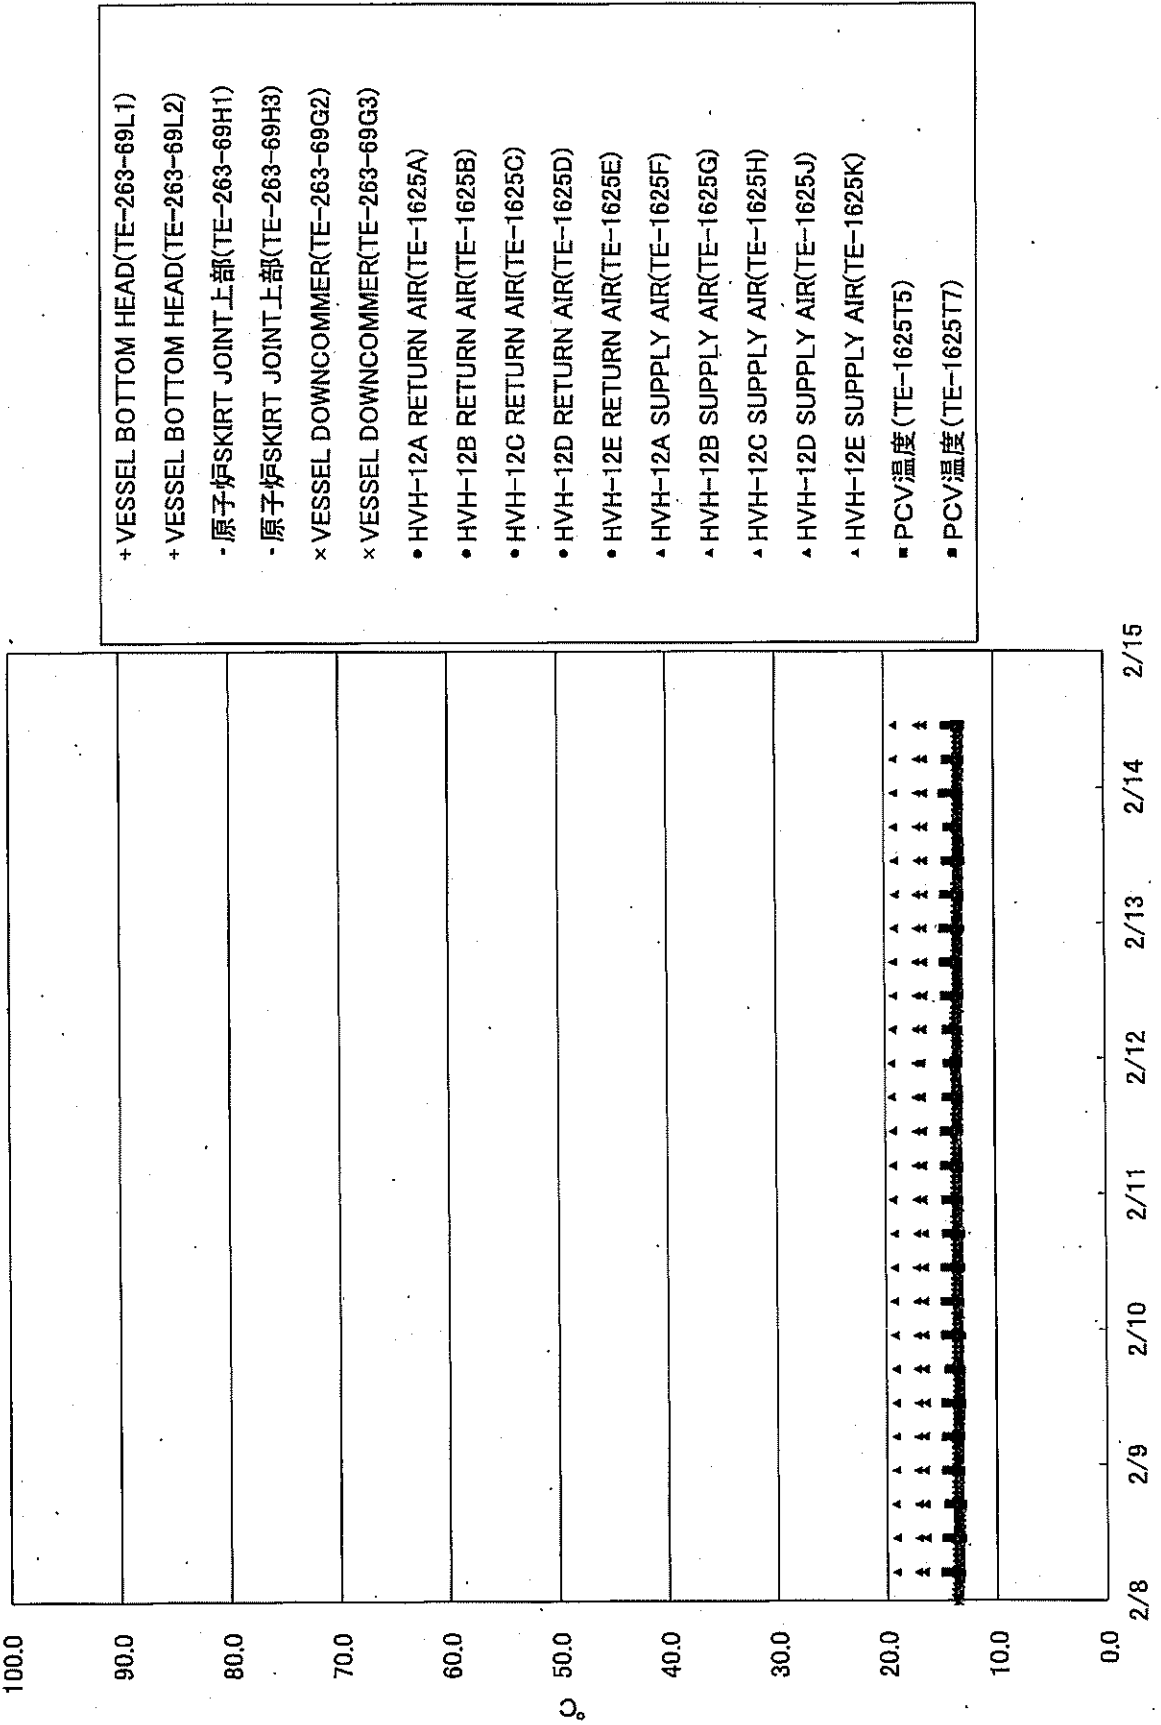 100.0
90.0
80.0
70.0
60.0
50.0
40.0
30.0
20.0
10.0
0.0
℃
2/8
2/9
2/10
2/11
2/12
2/13
2/14
2/15
+ VESSEL BOTTOM HEAD(TE-263-69L1)
+ VESSEL BOTTOM HEAD(TE-263-69L2)
- 原子炉SKIRT JOINT上部(TE-263-69H1)
- 原子炉SKIRT JOINT上部(TE-263-69H3)
× VESSEL DOWNCOMMER(TE-263-69G2)
× VESSEL DOWNCOMMER(TE-263-69G3)
● HVH-12A RETURN AIR(TE-1625A)
● HVH-12B RETURN AIR(TE-1625B)
● HVH-12C RETURN AIR(TE-1625C)
● HVH-12D RETURN AIR(TE-1625D)
● HVH-12E RETURN AIR(TE-1625E)
▲ HVH-12A SUPPLY AIR(TE-1625F)
▲ HVH-12B SUPPLY AIR(TE-1625G)
▲ HVH-12C SUPPLY AIR(TE-1625H)
▲ HVH-12D SUPPLY AIR(TE-1625J)
▲ HVH-12E SUPPLY AIR(TE-1625K)
■ PCV温度(TE-1625T5)
■ PCV温度(TE-1625T7)